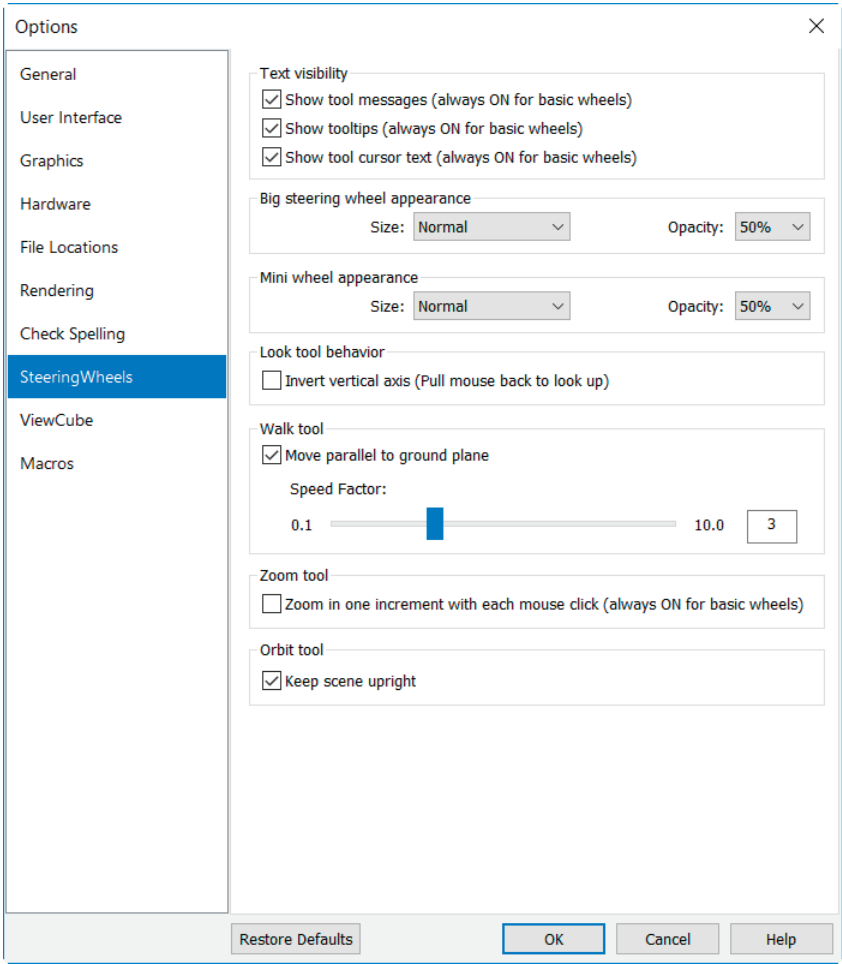 Options
General
User Interface
Graphics
Hardware
File Locations
Rendering
Check Spelling
SteeringWheels
ViewCube
Macros
Text visibility
Show tool messages (always ON for basic wheels)
Show tooltips (always ON for basic wheels)
Show tool cursor text (always ON for basic wheels)
Big steering wheel appearance
Size: Normal Opacity: 50%
Mini wheel appearance
Size: Normal Opacity: 50%
Look tool behavior
Invert vertical axis (Pull mouse back to look up)
Walk tool
Move parallel to ground plane
Speed Factor:
0.1 10.0 3
Zoom tool
Zoom in one increment with each mouse click (always ON for basic wheels)
Orbit tool
Keep scene upright
Restore Defaults OK Cancel Help